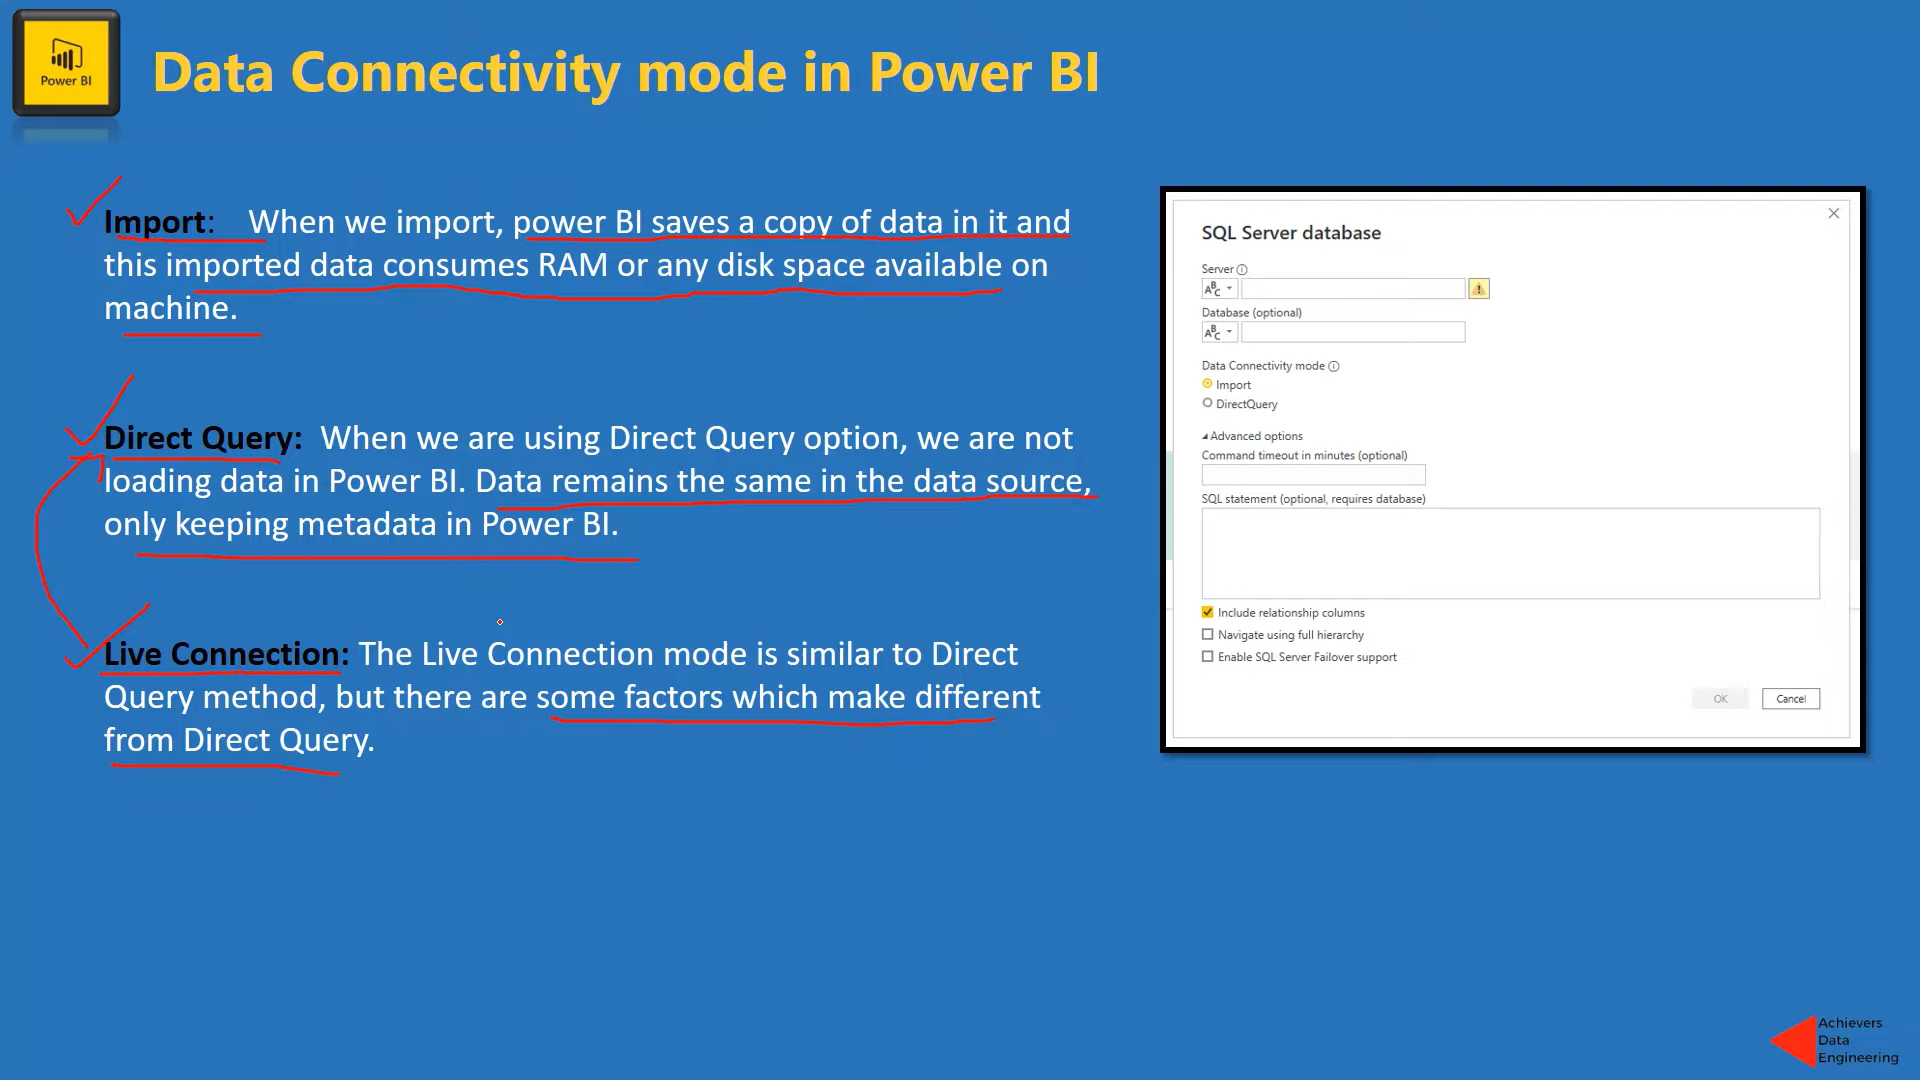 Power BI
Data Connectivity mode in Power BI
Import: When we import, power BI saves a copy of data in it and
this imported data consumes RAM or any disk space available on
machine.
Direct Query: When we are using Direct Query option, we are not
loading data in Power BI. Data remains the same in the data source,
only keeping metadata in Power BI.
Live Connection: The Live Connection mode is similar to Direct
Query method, but there are some factors which make different
from Direct Query.
SQL Server database
Server
ABC
Database (optional)
ABC
Data Connectivity mode
Import
DirectQuery
Advanced options
Command timeout in minutes (optional)
SQL statement (optional, requires database)
Include relationship columns
Navigate using full hierarchy
Enable SQL Server Failover support
OK
Cancel
Achievers
Data
Engineering